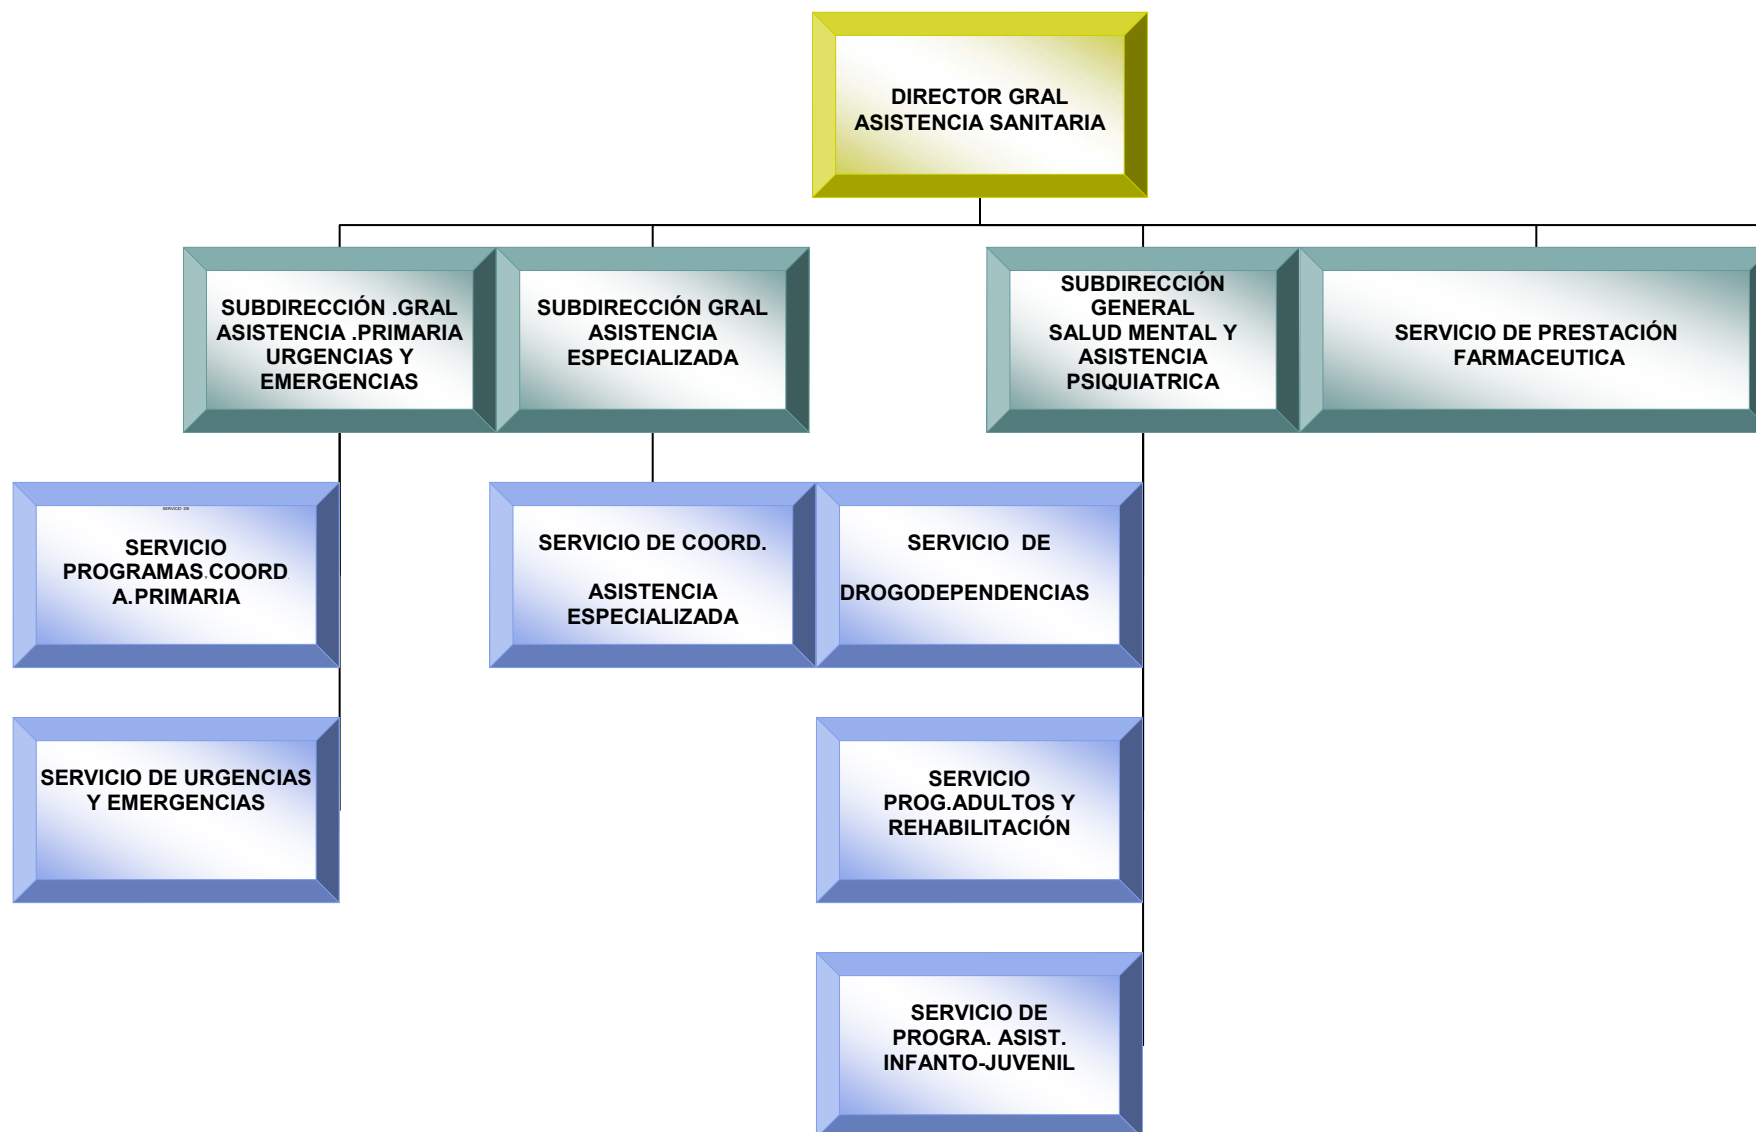 DIRECTOR GRAL
ASISTENCIA SANITARIA
SUBDIRECCIÓN .GRAL
ASISTENCIA .PRIMARIA
URGENCIAS Y
EMERGENCIAS
SUBDIRECCIÓN GRAL
ASISTENCIA
ESPECIALIZADA
SUBDIRECCIÓN
GENERAL
SALUD MENTAL Y
ASISTENCIA
PSIQUIATRICA
SERVICIO DE PRESTACIÓN
FARMACEUTICA
SERVICIO DE
SERVICIO
PROGRAMAS.COORD.
A.PRIMARIA
SERVICIO DE COORD.
ASISTENCIA
ESPECIALIZADA
SERVICIO DE
DROGODEPENDENCIAS
SERVICIO DE URGENCIAS
Y EMERGENCIAS
SERVICIO
PROG.ADULTOS Y
REHABILITACIÓN
SERVICIO DE
PROGRA. ASIST.
INFANTO-JUVENIL